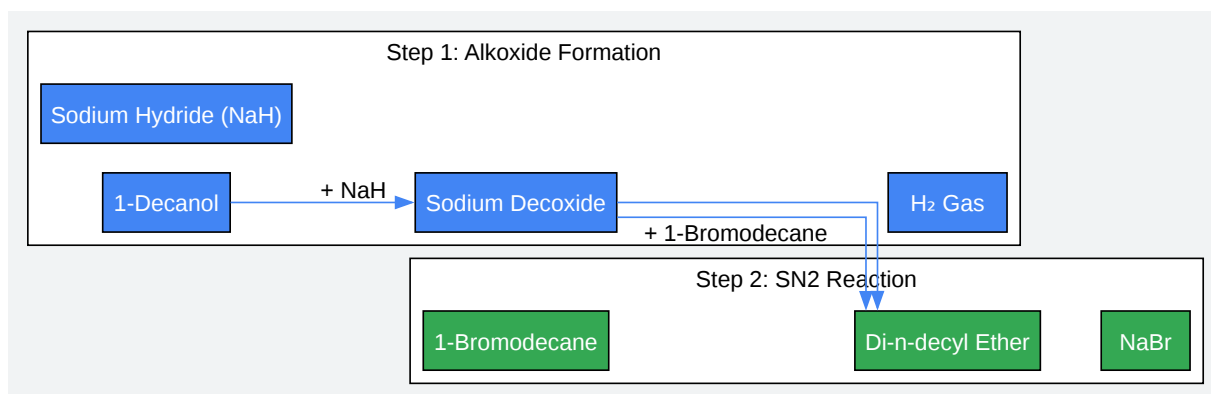 Step 1: Alkoxide Formation
Sodium Hydride (NaH)
1-Decanol
+ NaH
Sodium Decoxide
H₂ Gas
+ 1-Bromodecane
Step 2: SN2 Reaction
1-Bromodecane
Di-n-decyl Ether
NaBr